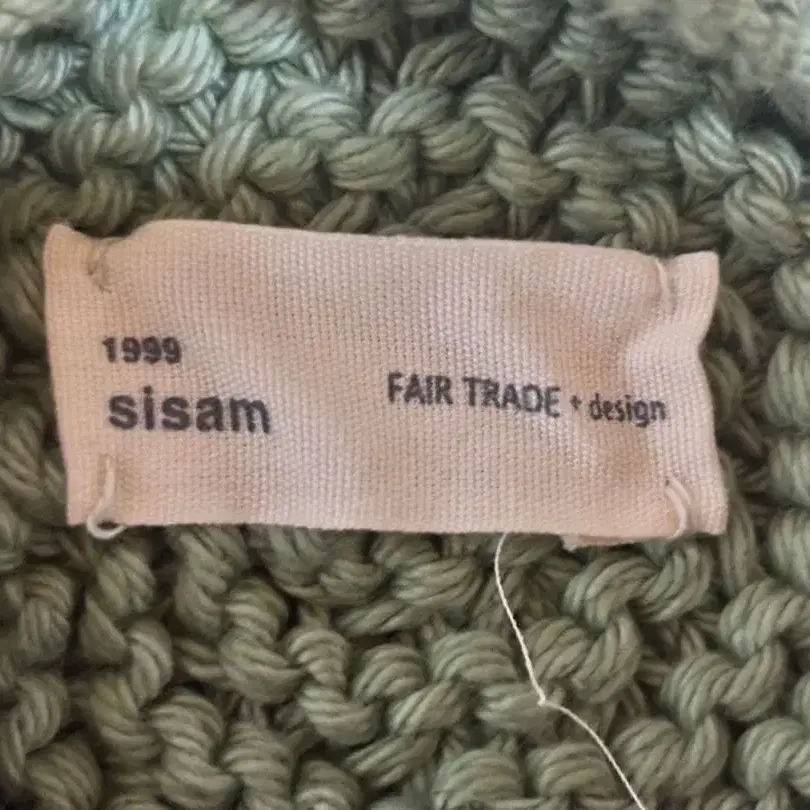 1999
sisam
FAIR TRADE + design